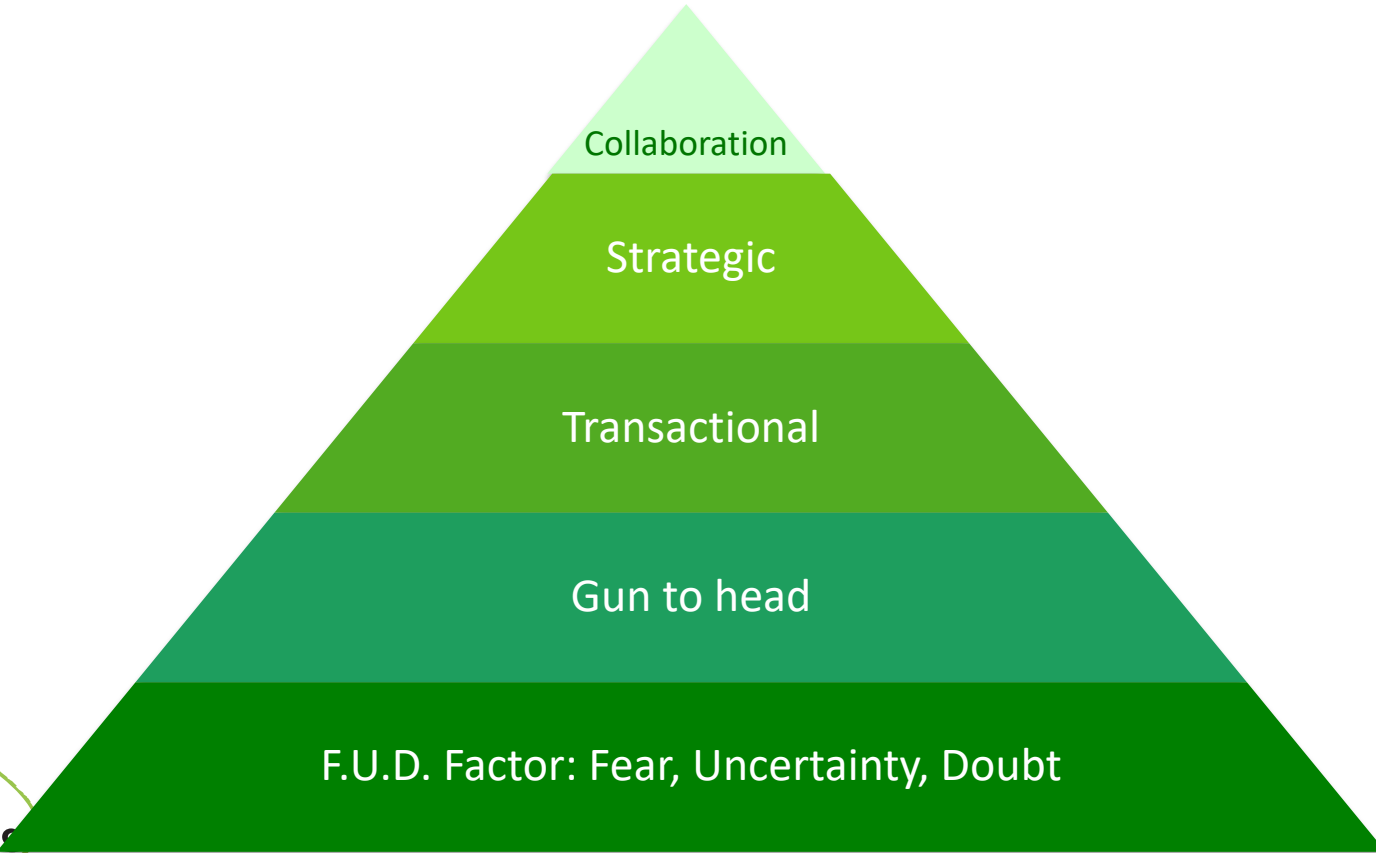 Collaboration
Strategic
Transactional
Gun to head
F.U.D. Factor: Fear, Uncertainty, Doubt